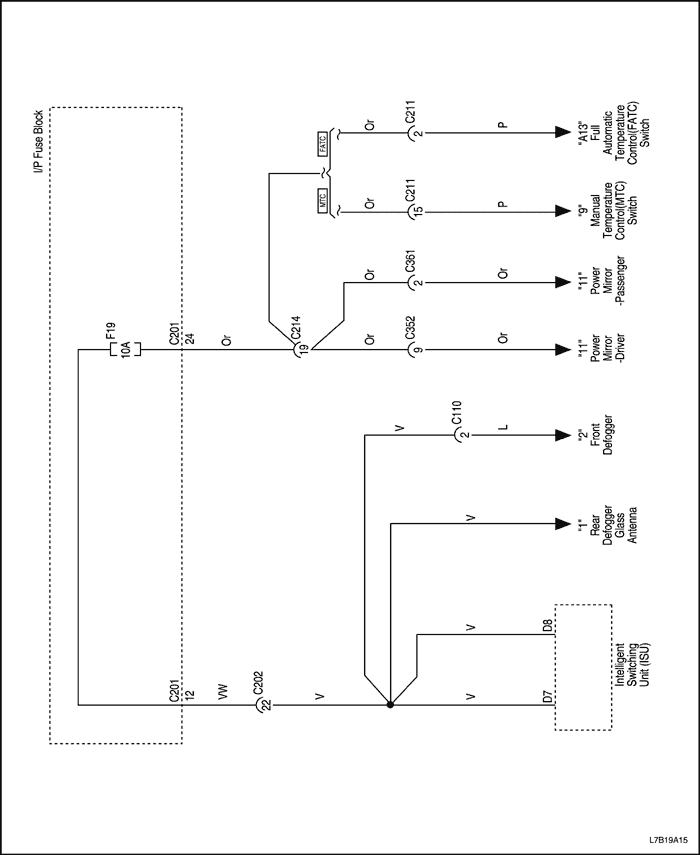 I/P Fuse Block
F19
10A
C201
24
Or
C214
19
FATC
MTC
Or
C211
2
P
"A13"
Full
Automatic
Temperature
Control(FATC)
Switch
Or
C211
15
P
"9"
Manual
Temperature
Control(MTC)
Switch
Or
C361
2
Or
"11"
Power
Mirror
-Passenger
Or
C352
9
Or
"11"
Power
Mirror
-Driver
V
C110
2
L
"2"
Front
Defogger
V
"1"
Rear
Defogger
Glass
Antenna
C201
12
VW
C202
22
V
V
D8
V
D7
Intelligent
Switching
Unit (ISU)
L7B19A15